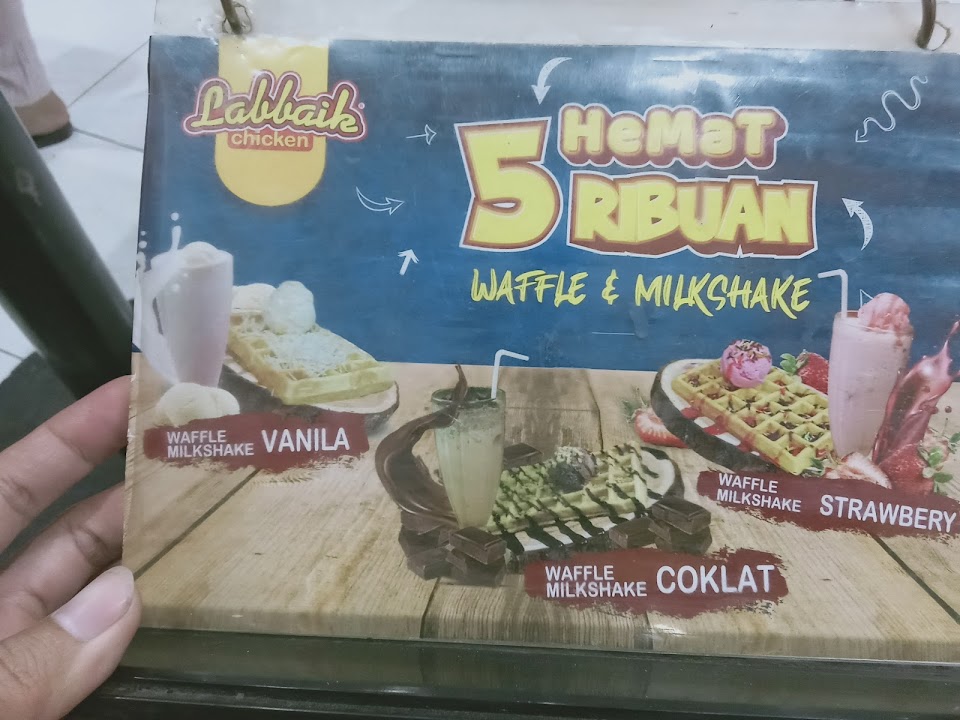 Labbaik
chicken
HeMaT
5 RIBUAN
WAFFLE & MILKSHAKE
WAFFLE
MILKSHAKE VANILA
WAFFLE
MILKSHAKE STRAWBERY
WAFFLE
MILKSHAKE COKLAT